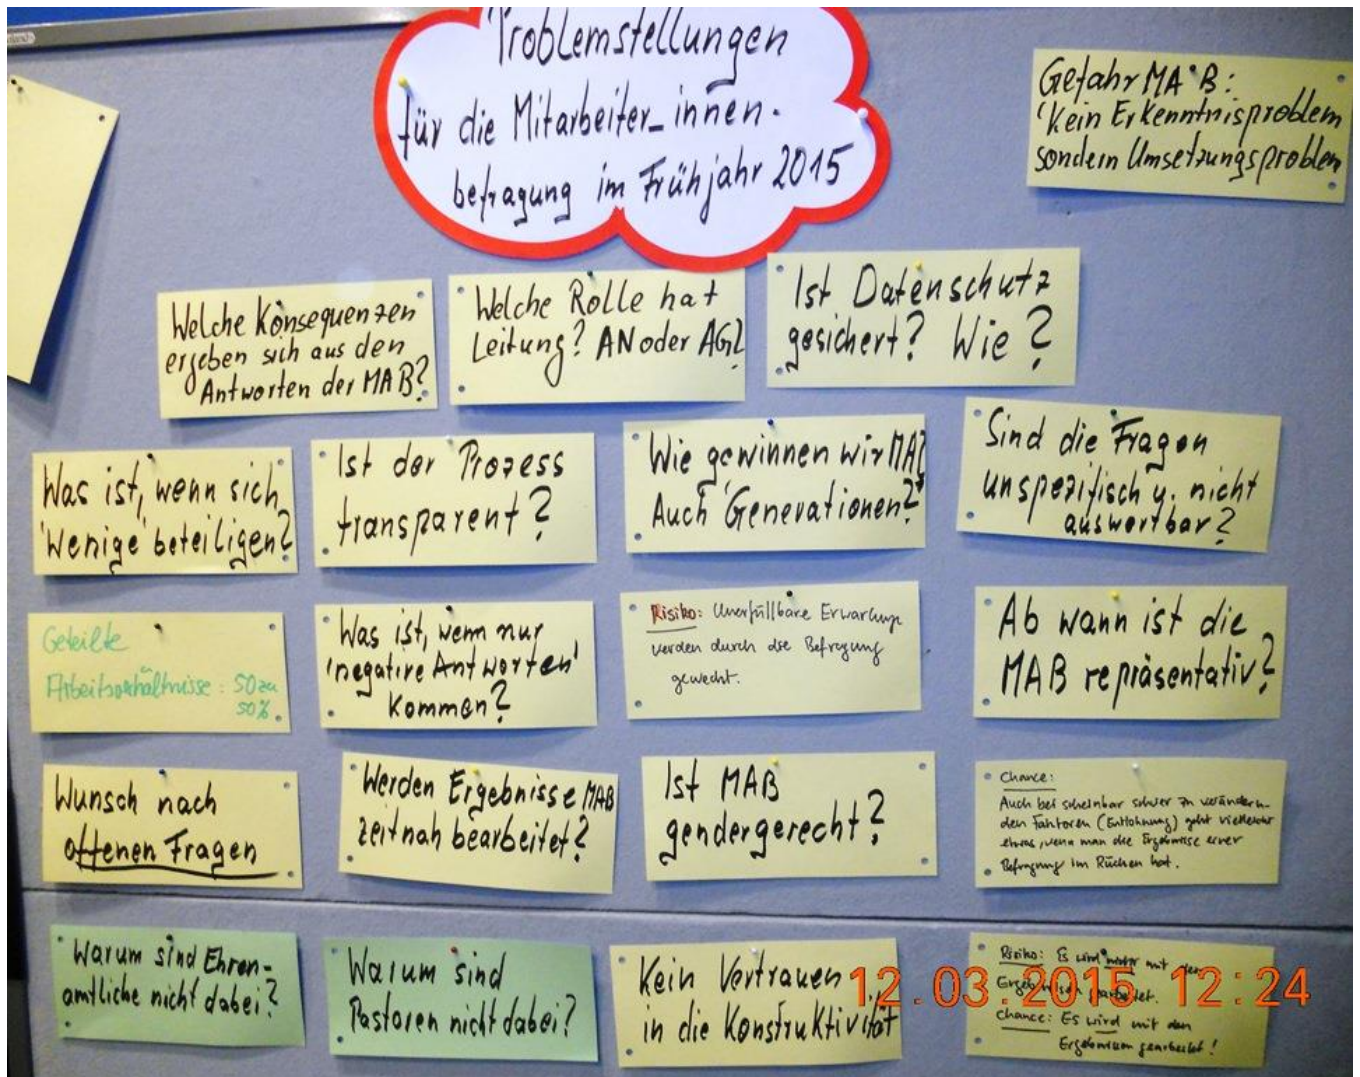 Problemstellungen
für die Mitarbeiter_innen-
befragung im Frühjahr 2015
Gefahr MAB:
'Kein Erkenntnisproblem
sondern Umsetzungsproblem
Welche Konsequenzen
ergeben sich aus den
Antworten der MAB?
Welche Rolle hat
Leitung? AN oder AG?
Ist Datenschutz
gesichert? Wie?
Was ist, wenn sich
'Wenige' beteiligen?
Ist der Prozess
transparent?
Wie gewinnen wir MA?
Auch 'Generationen?'
Sind die Fragen
unspezifisch u. nicht
auswertbar?
Geteilte
Arbeitsverhältnisse: 50 zu
50%
Was ist, wenn nur
'negative Antworten'
kommen?
Risiko: Unerfüllbare Erwartungen
werden durch die Befragung
geweckt.
Ab wann ist die
MAB repräsentativ?
Wunsch nach
offenen Fragen
Werden Ergebnisse MAB
zeitnah bearbeitet?
Ist MAB
gendergerecht?
Chance:
Auch bei scheinbar schwer zu verändern-
den Faktoren (Entlohnung) geht vielleicht
etwas, wenn man die Ergebnisse einer
Befragung im Rücken hat.
Warum sind Ehren-
amtliche nicht dabei?
Warum sind
Pastoren nicht dabei?
Kein Vertrauen
in die Konstruktivität
Risiko: Es wird mit den
Ergebnissen gearbeitet.
Chance: Es wird mit den
Ergebnissen gearbeitet!
12.03.2015 12:24